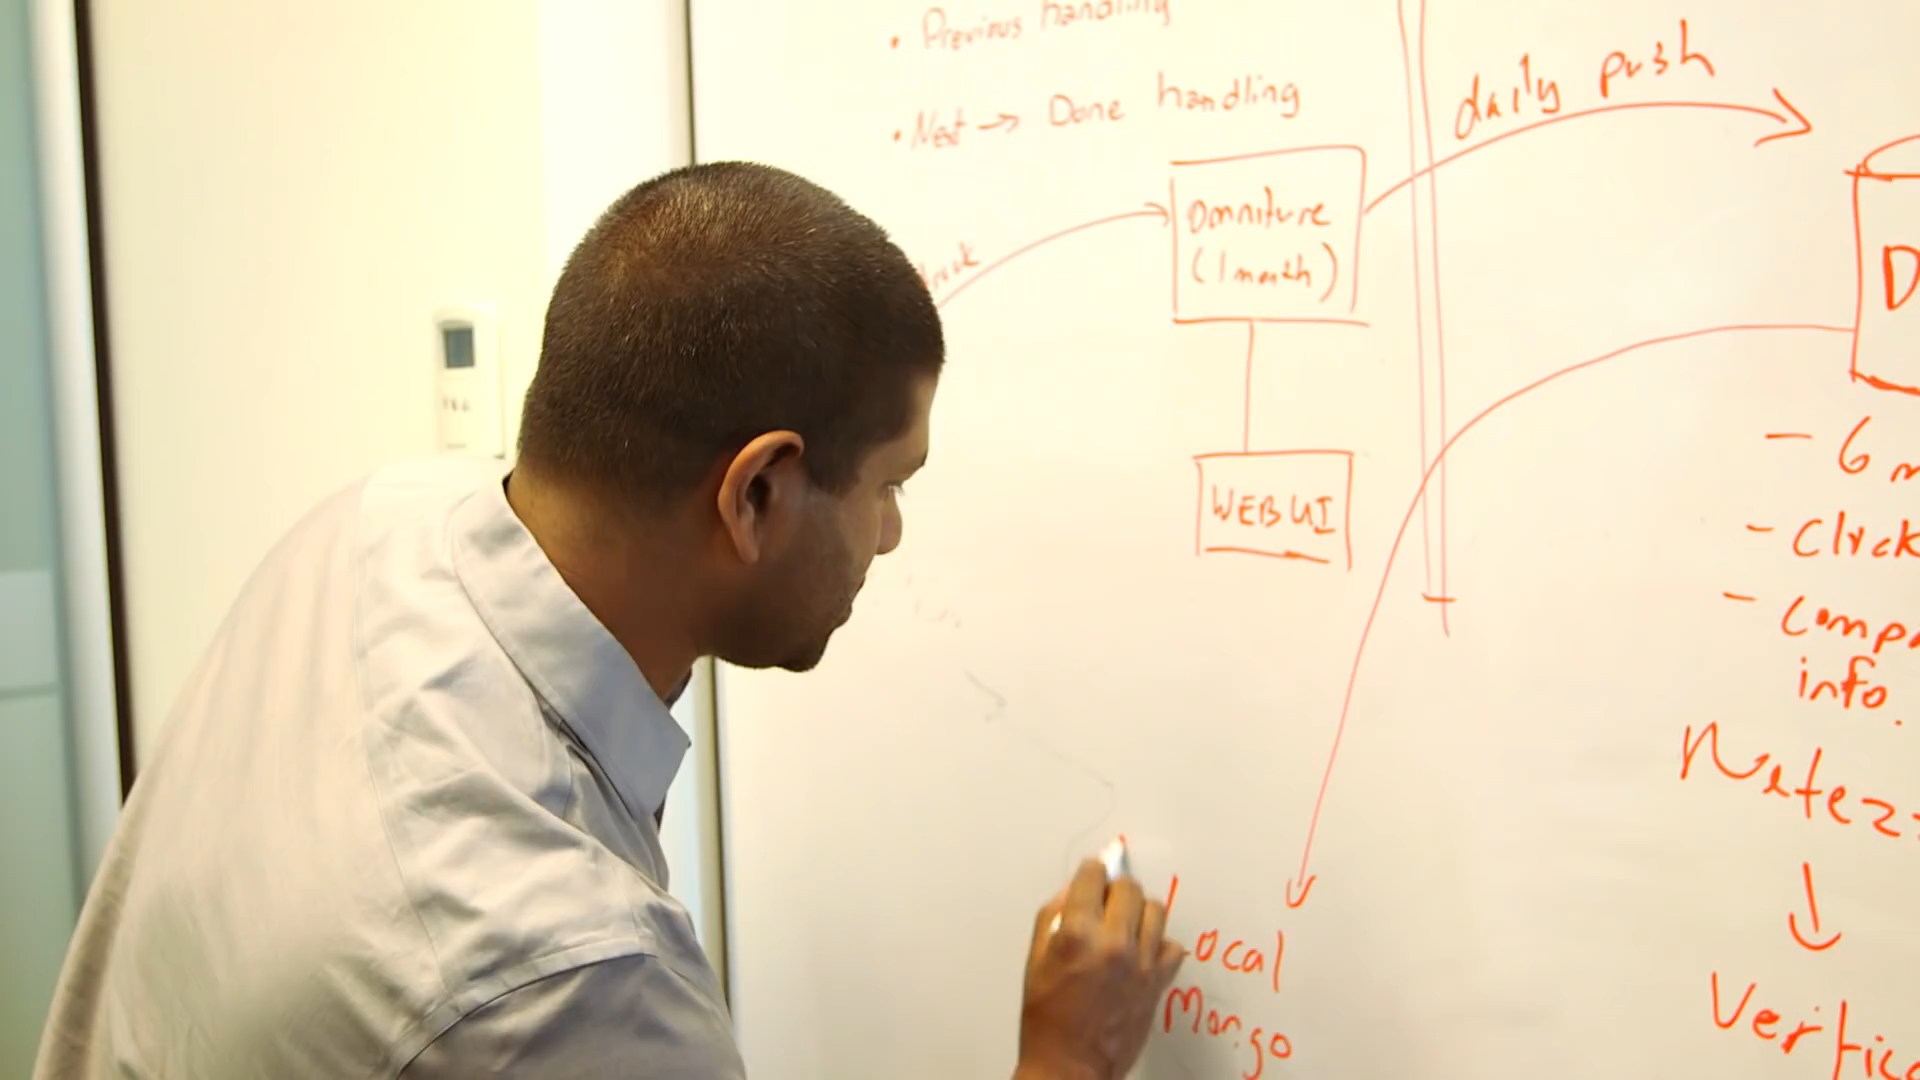 • Previous handling
• Next → Done handling
daily push
Omniture
(1 month)
WEB UI
D
- 6 m
- Click
- comp
info.
Netez
↓
Vertic
Local
Mongo